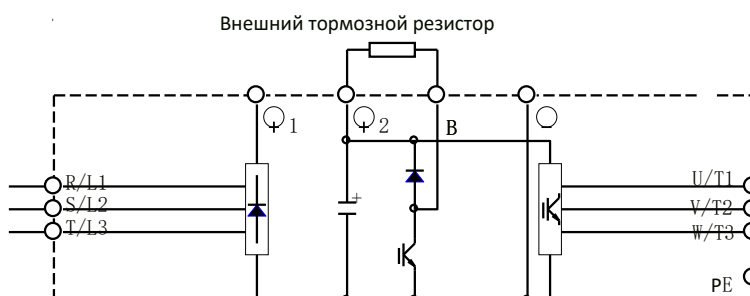 Внешний тормозной резистор
+ 1
+ 2
B
-
R/L1
S/L2
T/L3
+
U/T1
V/T2
W/T3
PE